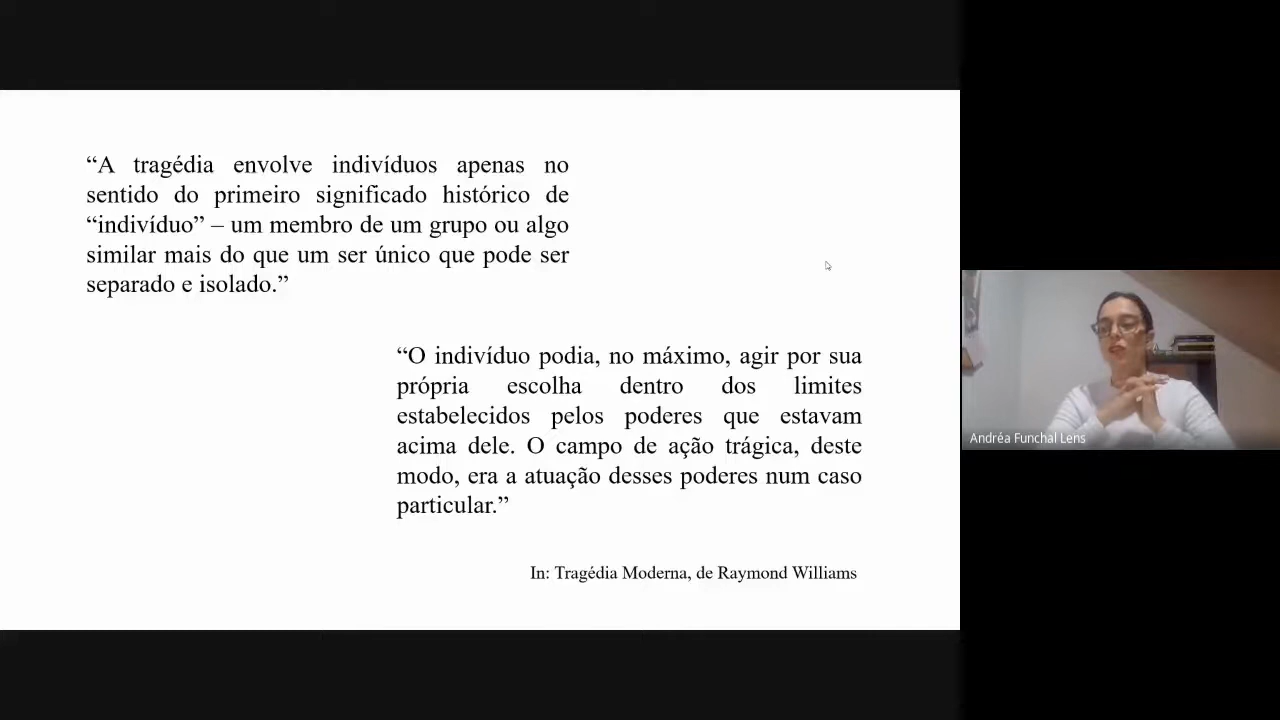 “A tragédia envolve indivíduos apenas no
sentido do primeiro significado histórico de
“indivíduo” – um membro de um grupo ou algo
similar mais do que um ser único que pode ser
separado e isolado.”
“O indivíduo podia, no máximo, agir por sua
própria escolha dentro dos limites
estabelecidos pelos poderes que estavam
acima dele. O campo de ação trágica, deste
modo, era a atuação desses poderes num caso
particular.”
In: Tragédia Moderna, de Raymond Williams
Andréa Funchal Lens